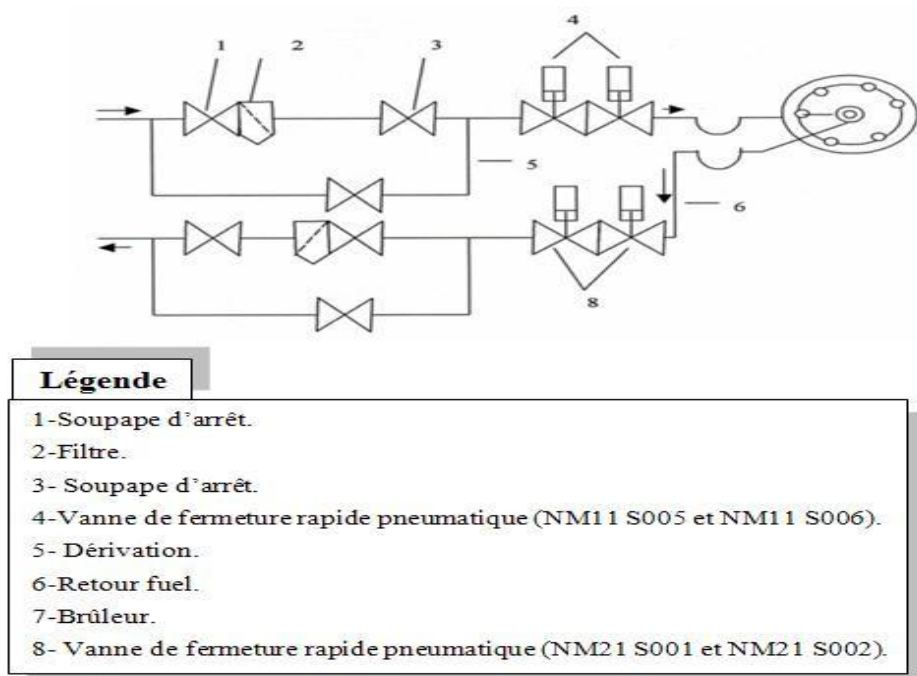 1 2 3 4
5
6
8
Légende
1-Soupape d'arrêt.
2-Filtre.
3- Soupape d'arrêt.
4-Vanne de fermeture rapide pneumatique (NM11 S005 et NM11 S006).
5- Dérivation.
6-Retour fuel.
7-Brûleur.
8- Vanne de fermeture rapide pneumatique (NM21 S001 et NM21 S002).